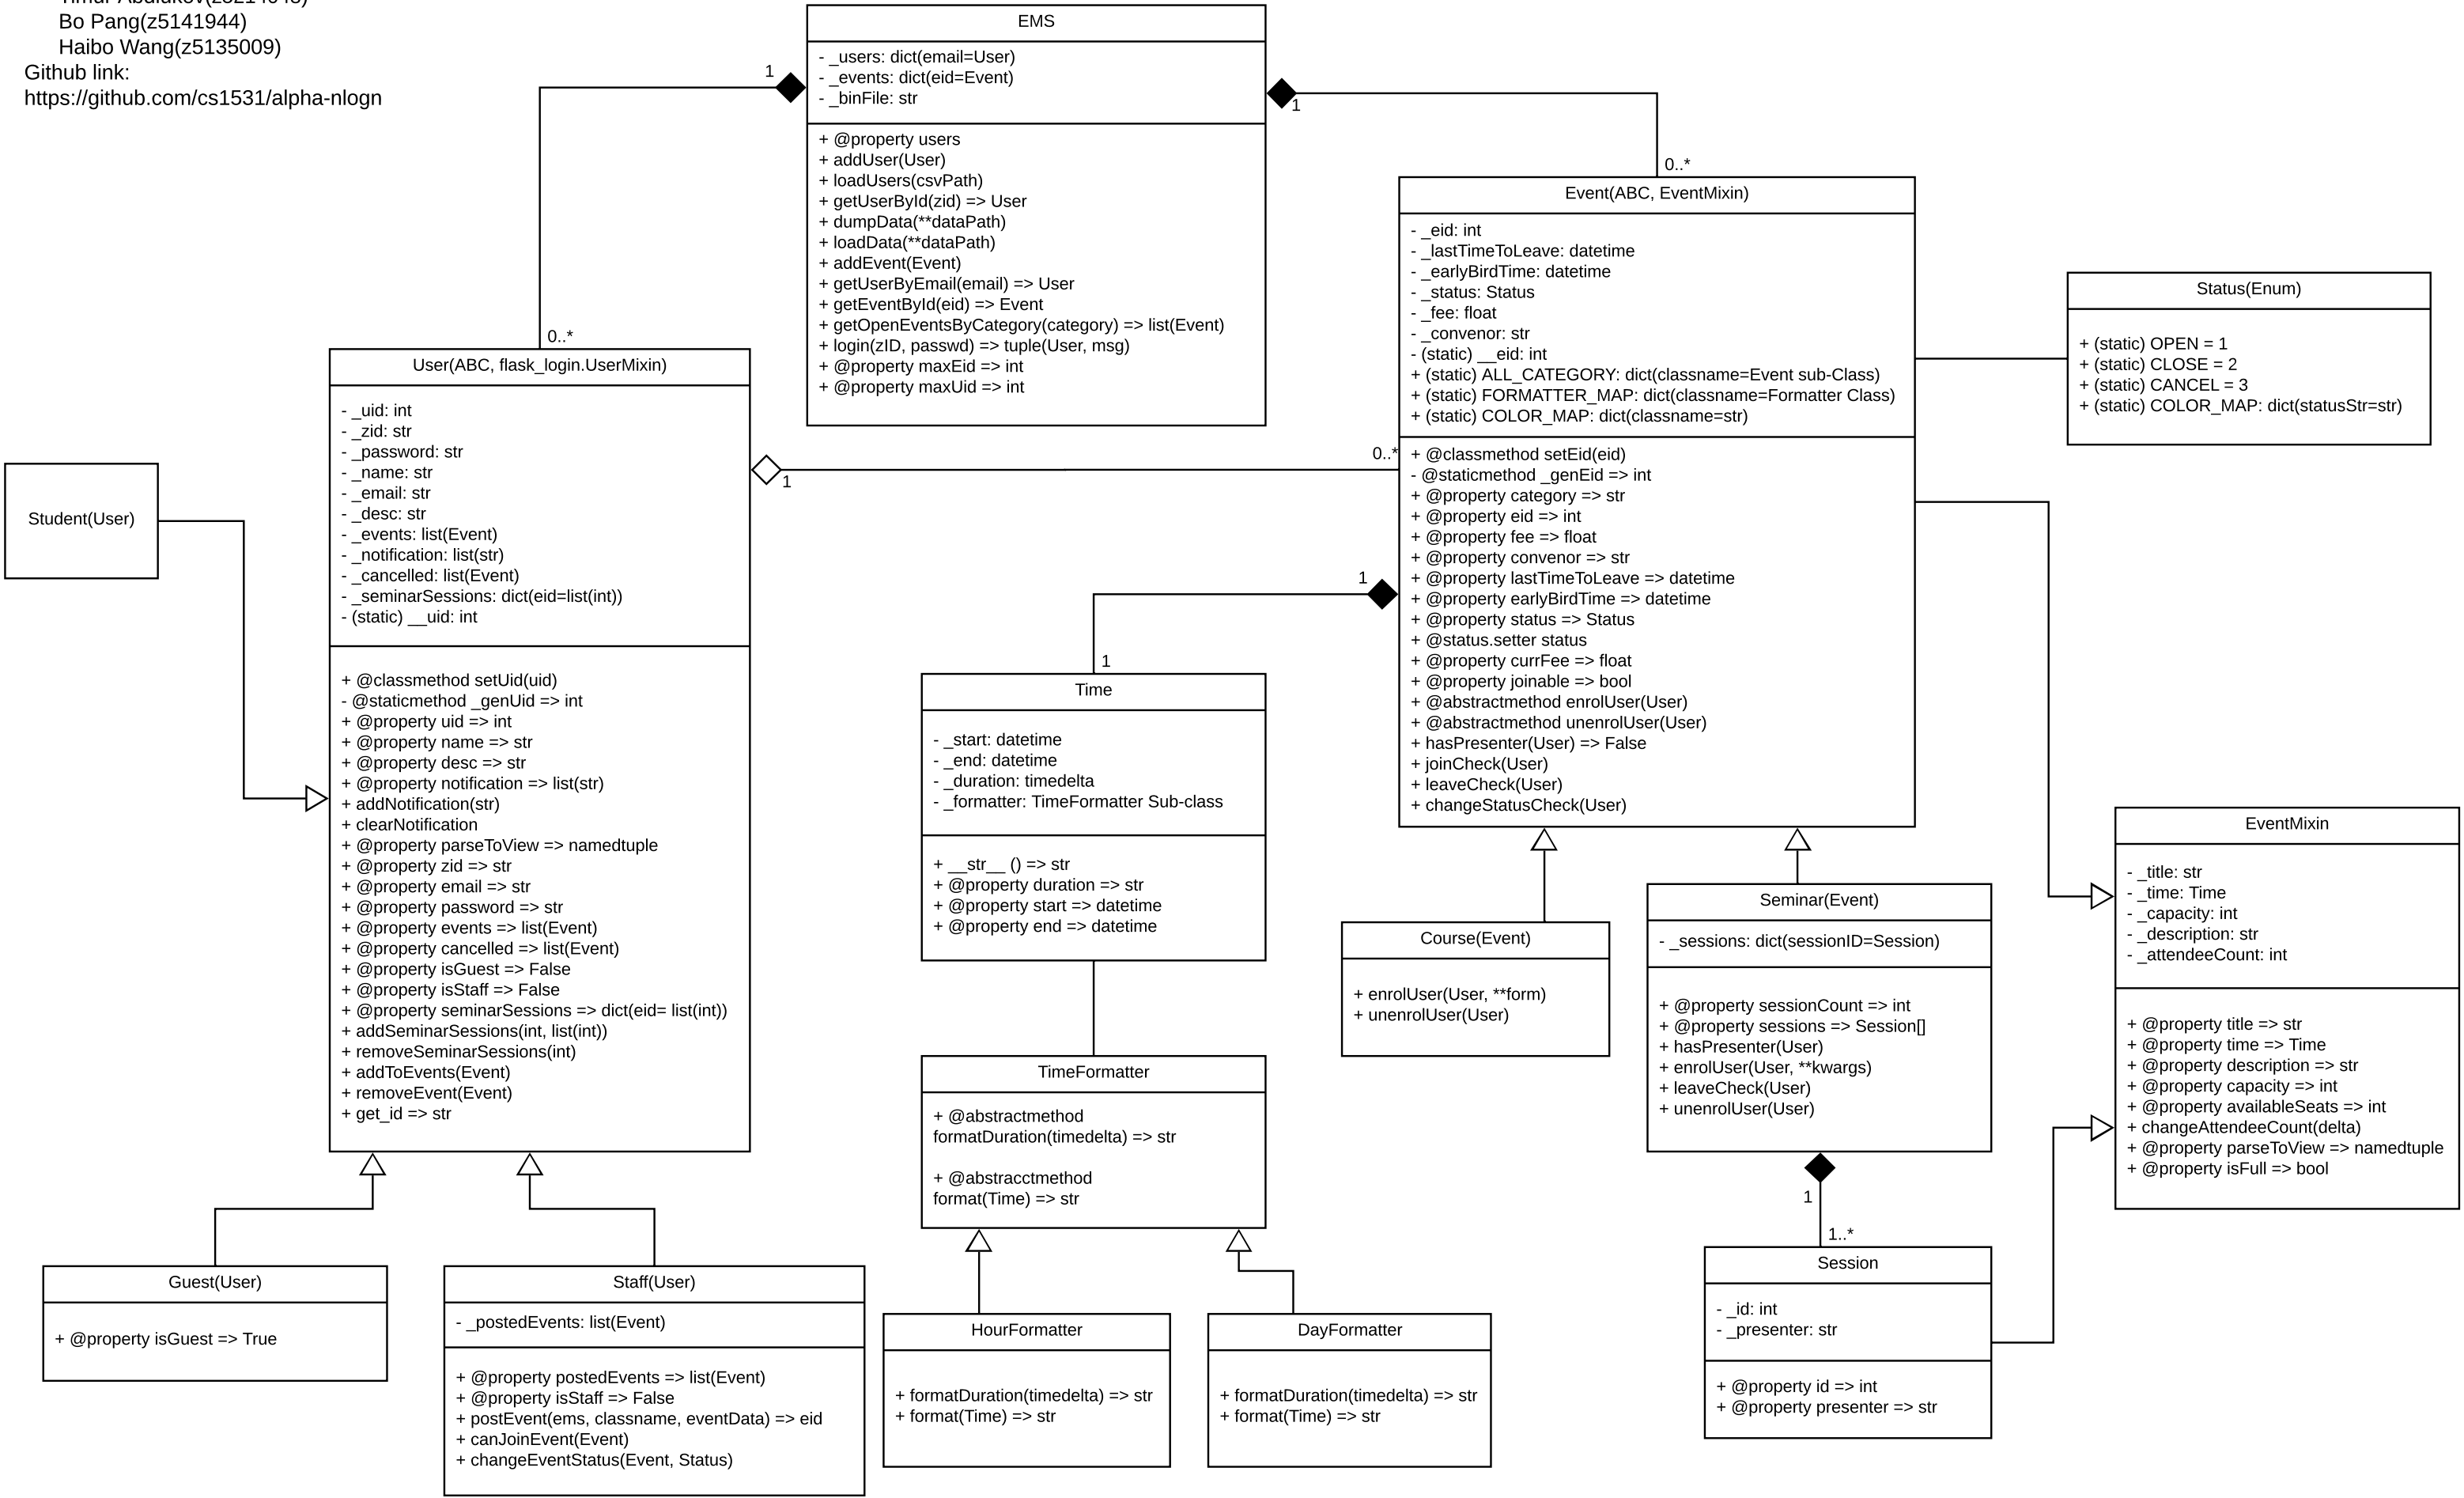 Bo Pang(z5141944)
Haibo Wang(z5135009)
Github link:
https://github.com/cs1531/alpha-nlogn
EMS
- _users: dict(email=User)
- _events: dict(eid=Event)
- _binFile: str
+ @property users
+ addUser(User)
+ loadUsers(csvPath)
+ getUserById(zid) => User
+ dumpData(**dataPath)
+ loadData(**dataPath)
+ addEvent(Event)
+ getUserByEmail(email) => User
+ getEventById(eid) => Event
+ getOpenEventsByCategory(category) => list(Event)
+ login(zID, passwd) => tuple(User, msg)
+ @property maxEid => int
+ @property maxUid => int
1
0..*
1
0..*
Event(ABC, EventMixin)
- _eid: int
- _lastTimeToLeave: datetime
- _earlyBirdTime: datetime
- _status: Status
- _fee: float
- _convenor: str
- (static) __eid: int
+ (static) ALL_CATEGORY: dict(classname=Event sub-Class)
+ (static) FORMATTER_MAP: dict(classname=Formatter Class)
+ (static) COLOR_MAP: dict(classname=str)
+ @classmethod setEid(eid)
- @staticmethod _genEid => int
+ @property category => str
+ @property eid => int
+ @property fee => float
+ @property convenor => str
+ @property lastTimeToLeave => datetime
+ @property earlyBirdTime => datetime
+ @property status => Status
+ @status.setter status
+ @property currFee => float
+ @property joinable => bool
+ @abstractmethod enrolUser(User)
+ @abstractmethod unenrolUser(User)
+ hasPresenter(User) => False
+ joinCheck(User)
+ leaveCheck(User)
+ changeStatusCheck(User)
Status(Enum)
+ (static) OPEN = 1
+ (static) CLOSE = 2
+ (static) CANCEL = 3
+ (static) COLOR_MAP: dict(statusStr=str)
User(ABC, flask_login.UserMixin)
- _uid: int
- _zid: str
- _password: str
- _name: str
- _email: str
- _desc: str
- _events: list(Event)
- _notification: list(str)
- _cancelled: list(Event)
- _seminarSessions: dict(eid=list(int))
- (static) __uid: int
+ @classmethod setUid(uid)
- @staticmethod _genUid => int
+ @property uid => int
+ @property name => str
+ @property desc => str
+ @property notification => list(str)
+ addNotification(str)
+ clearNotification
+ @property parseToView => namedtuple
+ @property zid => str
+ @property email => str
+ @property password => str
+ @property events => list(Event)
+ @property cancelled => list(Event)
+ @property isGuest => False
+ @property isStaff => False
+ @property seminarSessions => dict(eid= list(int))
+ addSeminarSessions(int, list(int))
+ removeSeminarSessions(int)
+ addToEvents(Event)
+ removeEvent(Event)
+ get_id => str
1
0..*
Student(User)
1
1
Time
- _start: datetime
- _end: datetime
- _duration: timedelta
- _formatter: TimeFormatter Sub-class
+ __str__ () => str
+ @property duration => str
+ @property start => datetime
+ @property end => datetime
TimeFormatter
+ @abstractmethod
formatDuration(timedelta) => str
+ @abstracctmethod
format(Time) => str
Course(Event)
+ enrolUser(User, **form)
+ unenrolUser(User)
Seminar(Event)
- _sessions: dict(sessionID=Session)
+ @property sessionCount => int
+ @property sessions => Session[]
+ hasPresenter(User)
+ enrolUser(User, **kwargs)
+ leaveCheck(User)
+ unenrolUser(User)
EventMixin
- _title: str
- _time: Time
- _capacity: int
- _description: str
- _attendeeCount: int
+ @property title => str
+ @property time => Time
+ @property description => str
+ @property capacity => int
+ @property availableSeats => int
+ changeAttendeeCount(delta)
+ @property parseToView => namedtuple
+ @property isFull => bool
1
1..*
Session
- _id: int
- _presenter: str
+ @property id => int
+ @property presenter => str
Guest(User)
+ @property isGuest => True
Staff(User)
- _postedEvents: list(Event)
+ @property postedEvents => list(Event)
+ @property isStaff => False
+ postEvent(ems, classname, eventData) => eid
+ canJoinEvent(Event)
+ changeEventStatus(Event, Status)
HourFormatter
+ formatDuration(timedelta) => str
+ format(Time) => str
DayFormatter
+ formatDuration(timedelta) => str
+ format(Time) => str